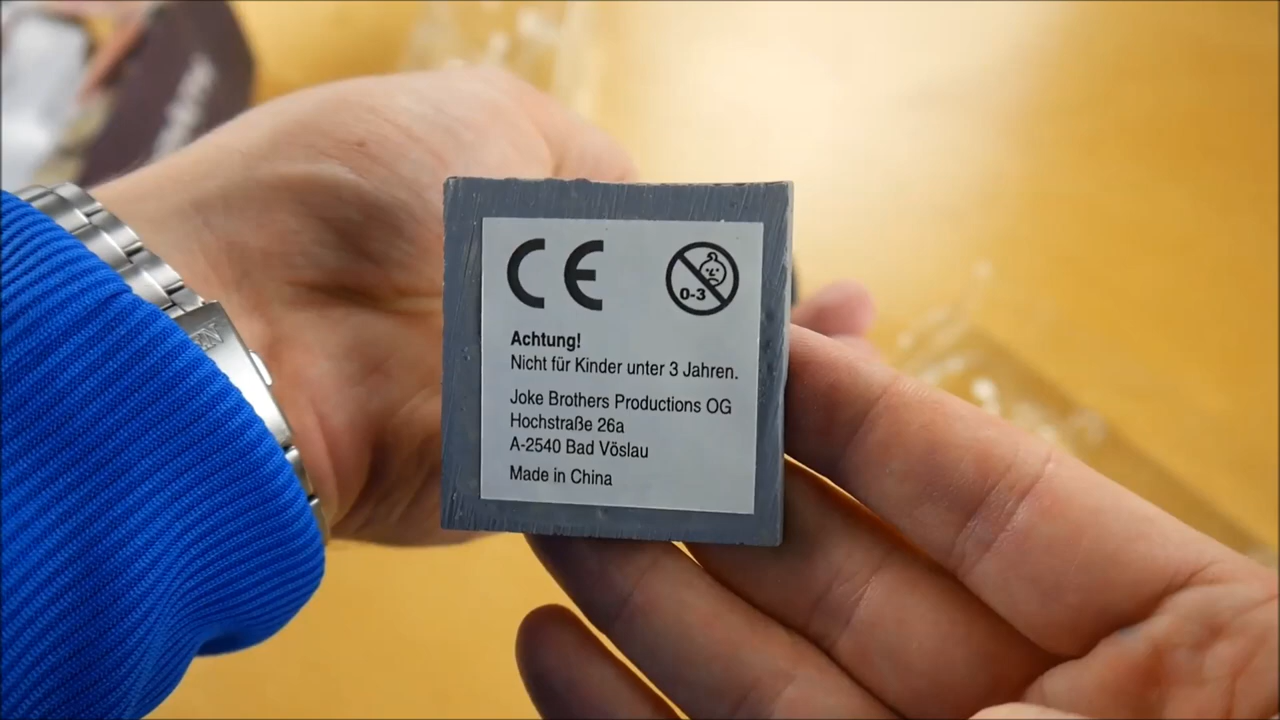 CE
0-3
Achtung!
Nicht für Kinder unter 3 Jahren.
Joke Brothers Productions OG
Hochstraße 26a
A-2540 Bad Vöslau
Made in China